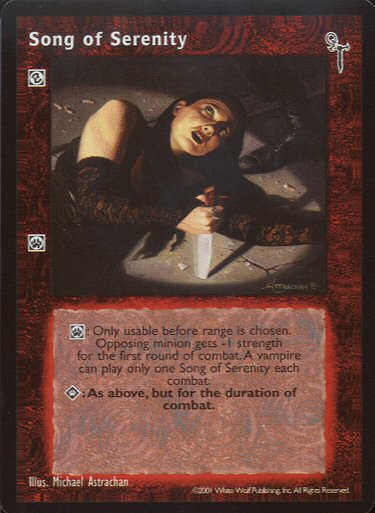 Song of Serenity
ASTRACHAN
: Only usable before range is chosen.
Opposing minion gets -1 strength
for the first round of combat. A vampire
can play only one Song of Serenity each
combat.
: As above, but for the duration of
combat.
Illus. Michael Astrachan
©2001 White Wolf Publishing, Inc. All Rights Reserved.